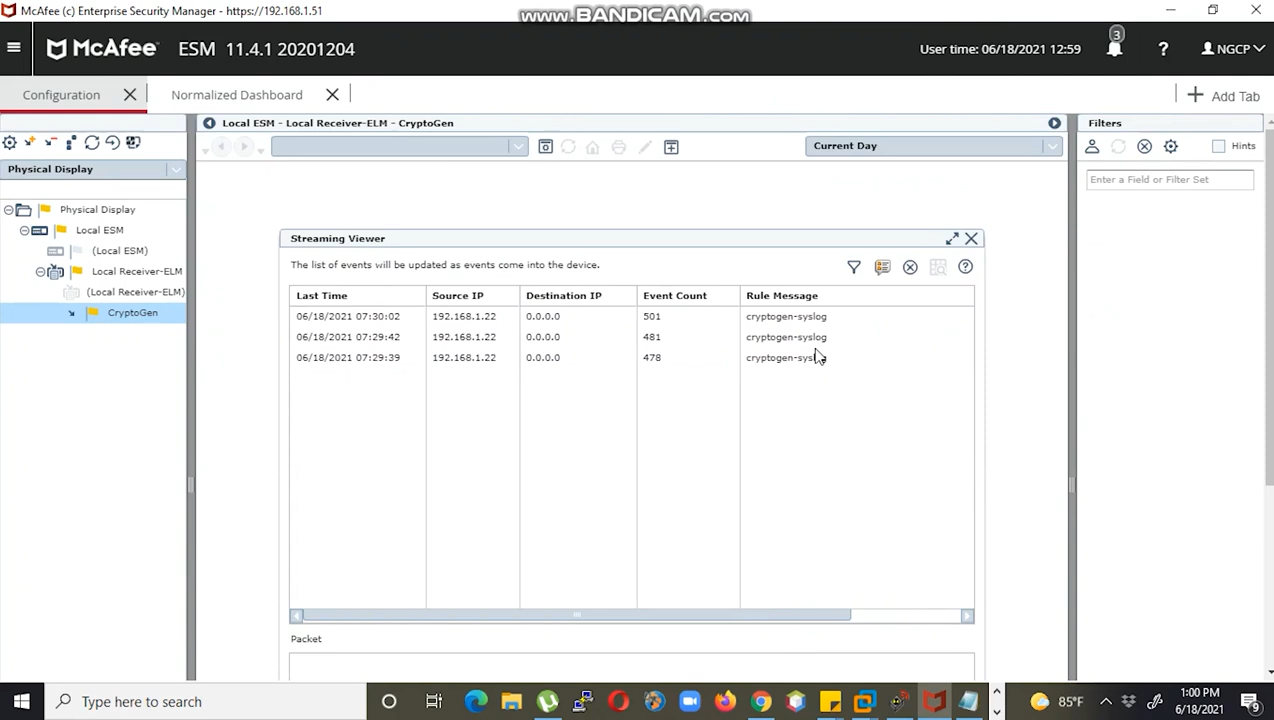 McAfee (c) Enterprise Security Manager - https://192.168.1.51
www.BANDICAM.com
McAfee ESM 11.4.1 20201204
User time: 06/18/2021 12:59
3
?
NGCP
Configuration
Normalized Dashboard
Add Tab
Local ESM - Local Receiver-ELM - CryptoGen
Filters
Current Day
Hints
Physical Display
Enter a Field or Filter Set
Physical Display
Local ESM
(Local ESM)
Local Receiver-ELM
(Local Receiver-ELM)
CryptoGen
Streaming Viewer
The list of events will be updated as events come into the device.
Last Time Source IP Destination IP Event Count Rule Message
06/18/2021 07:30:02 192.168.1.22 0.0.0.0 501 cryptogen-syslog
06/18/2021 07:29:42 192.168.1.22 0.0.0.0 481 cryptogen-syslog
06/18/2021 07:29:39 192.168.1.22 0.0.0.0 478 cryptogen-syslog
Packet
Type here to search
85°F
1:00 PM
6/18/2021
9